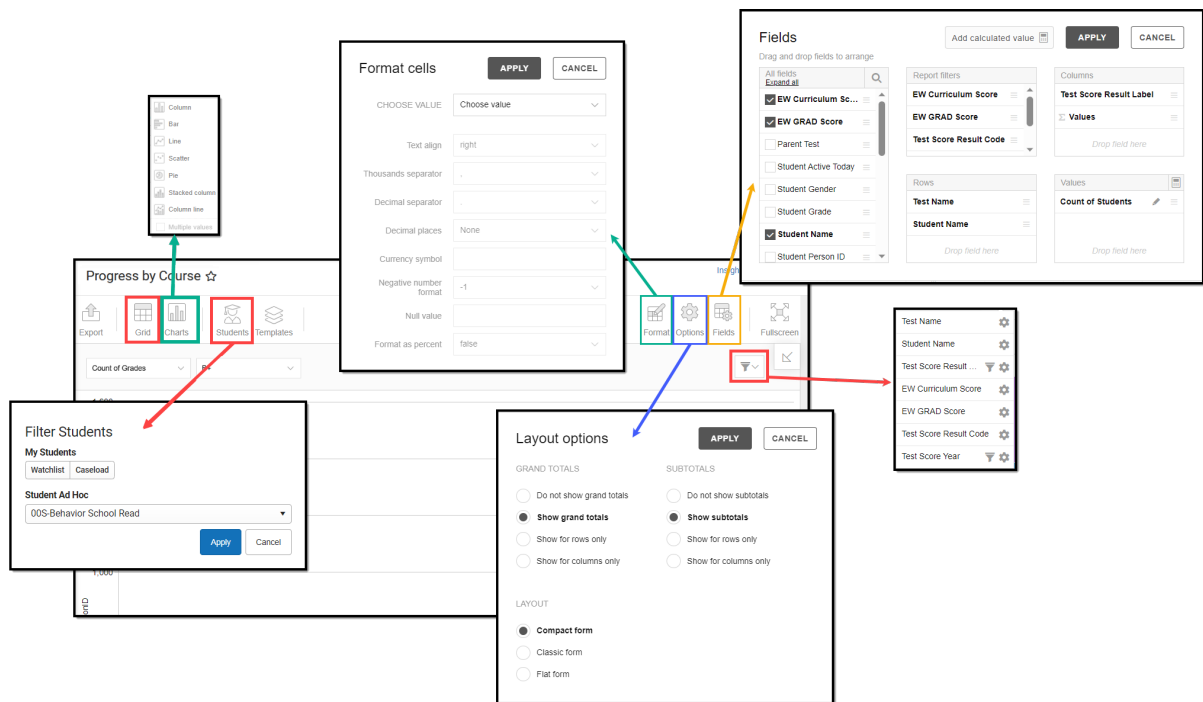 Column
Bar
Line
Scatter
Pie
Stacked column
Column line
Multiple values
Format cells
APPLY
CANCEL
CHOOSE VALUE
Choose value
Text align
right
Thousands separator
,
Decimal separator
.
Decimal places
None
Currency symbol
Negative number
format
-1
Null value
Format as percent
false
Fields
Add calculated value
APPLY
CANCEL
Drag and drop fields to arrange
All fields
Expand all
EW Curriculum Sc...
EW GRAD Score
Parent Test
Student Active Today
Student Gender
Student Grade
Student Name
Student Person ID
Report filters
EW Curriculum Score
EW GRAD Score
Test Score Result Code
Columns
Test Score Result Label
Σ Values
Drop field here
Rows
Test Name
Student Name
Drop field here
Values
Count of Students
Drop field here
Progress by Course
Export
Grid
Charts
Students
Templates
Format
Options
Fields
Fullscreen
Count of Grades
1,000
Test Name
Student Name
Test Score Result ...
EW Curriculum Score
EW GRAD Score
Test Score Result Code
Test Score Year
Filter Students
My Students
Watchlist
Caseload
Student Ad Hoc
00S-Behavior School Read
Apply
Cancel
Layout options
APPLY
CANCEL
GRAND TOTALS
Do not show grand totals
Show grand totals
Show for rows only
Show for columns only
SUBTOTALS
Do not show subtotals
Show subtotals
Show for rows only
Show for columns only
LAYOUT
Compact form
Classic form
Flat form